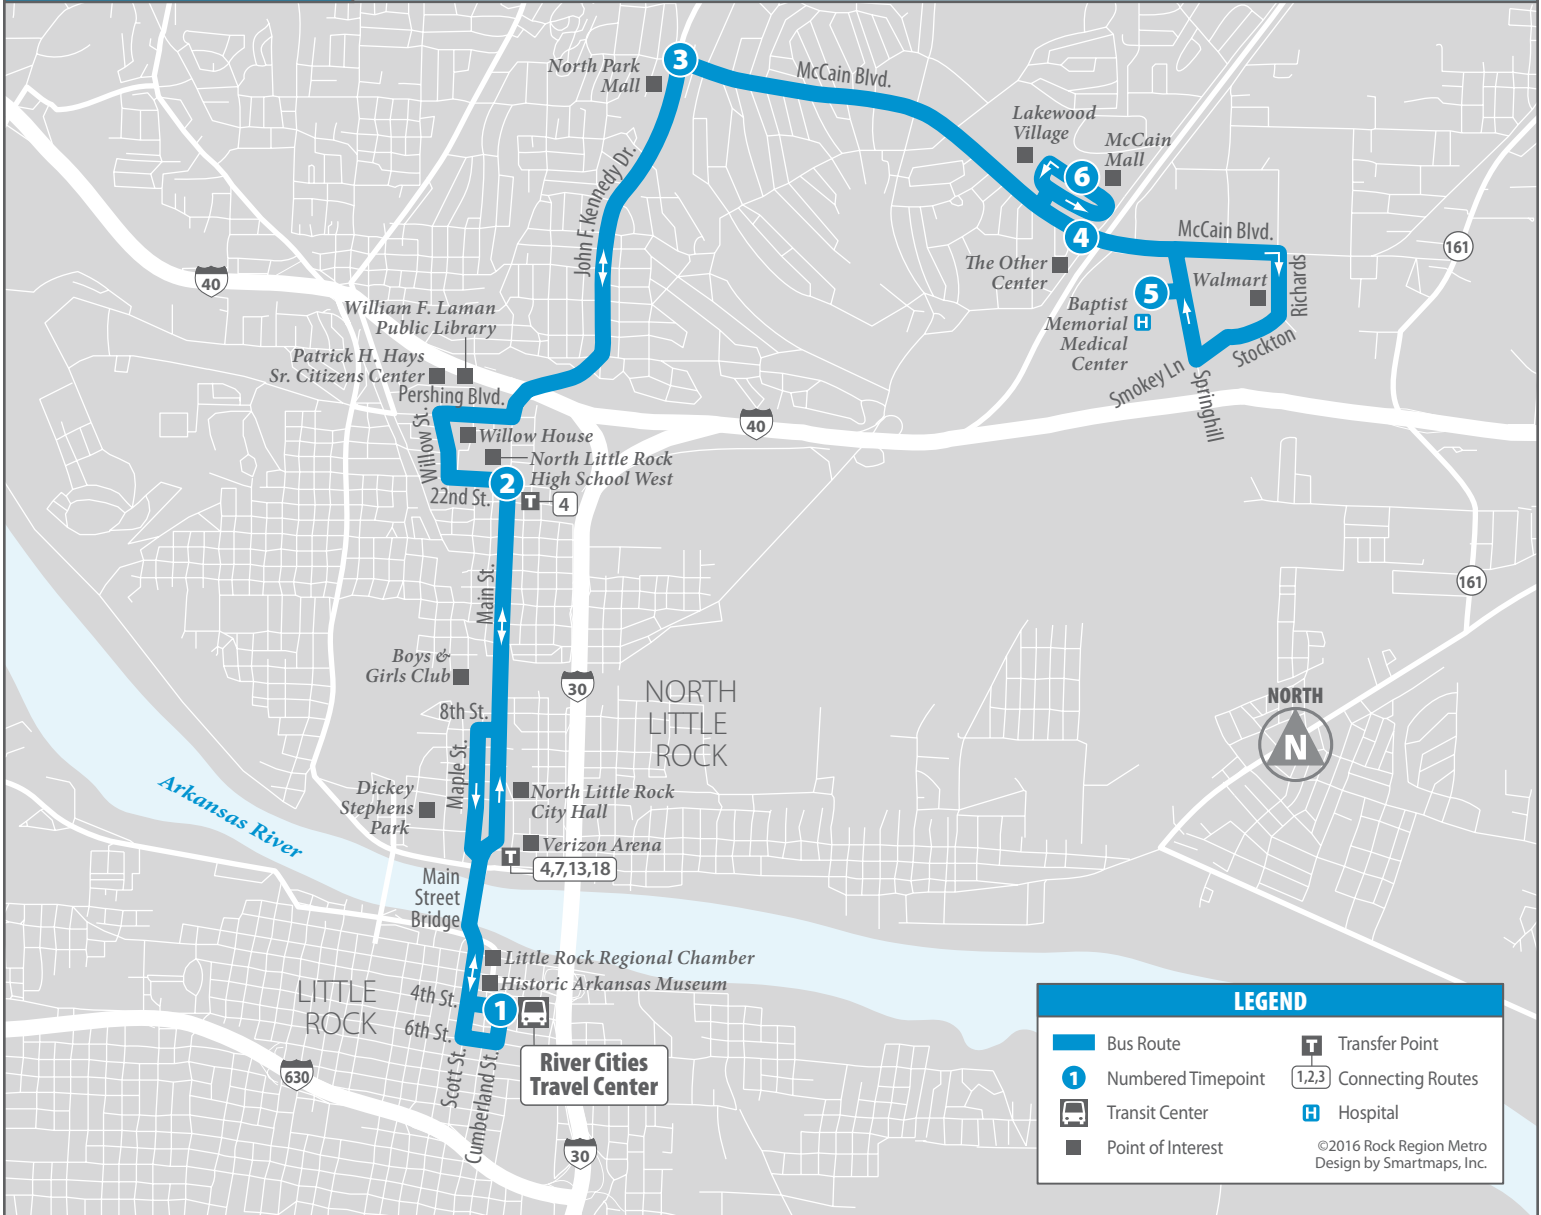 3
North Park
Mall
McCain Blvd.
Lakewood
Village
McCain
Mall
6
John F. Kennedy Dr.
4
McCain Blvd.
161
The Other
Center
5
Walmart
Richards
40
Baptist
Memorial
Medical
Center
H
William F. Laman
Public Library
Patrick H. Hays
Sr. Citizens Center
Stockton
Smokey Ln
Springhill
Pershing Blvd.
Willow St.
40
Willow House
North Little Rock
High School West
2
22nd St.
T
4
Main St.
161
Boys &
Girls Club
30
NORTH
LITTLE
ROCK
NORTH
N
8th St.
Maple St.
Arkansas River
Dickey
Stephens
Park
North Little Rock
City Hall
Verizon Arena
T
4,7,13,18
Main
Street
Bridge
Little Rock Regional Chamber
Historic Arkansas Museum
LITTLE
ROCK
4th St.
1
6th St.
River Cities
Travel Center
630
Scott St.
Cumberland St.
30
LEGEND
Bus Route
T
Transfer Point
1
Numbered Timepoint
1,2,3
Connecting Routes
Transit Center
H
Hospital
Point of Interest
©2016 Rock Region Metro
Design by Smartmaps, Inc.